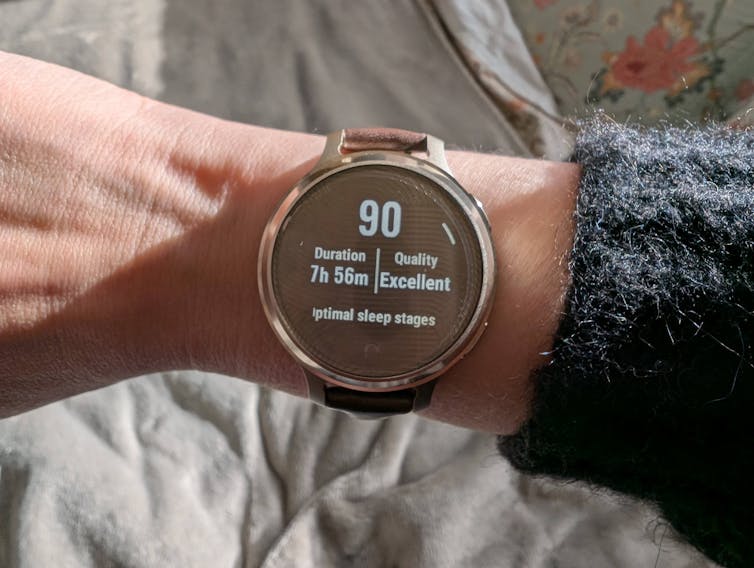 90
Duration Quality
7h 56m Excellent
ptimal sleep stages